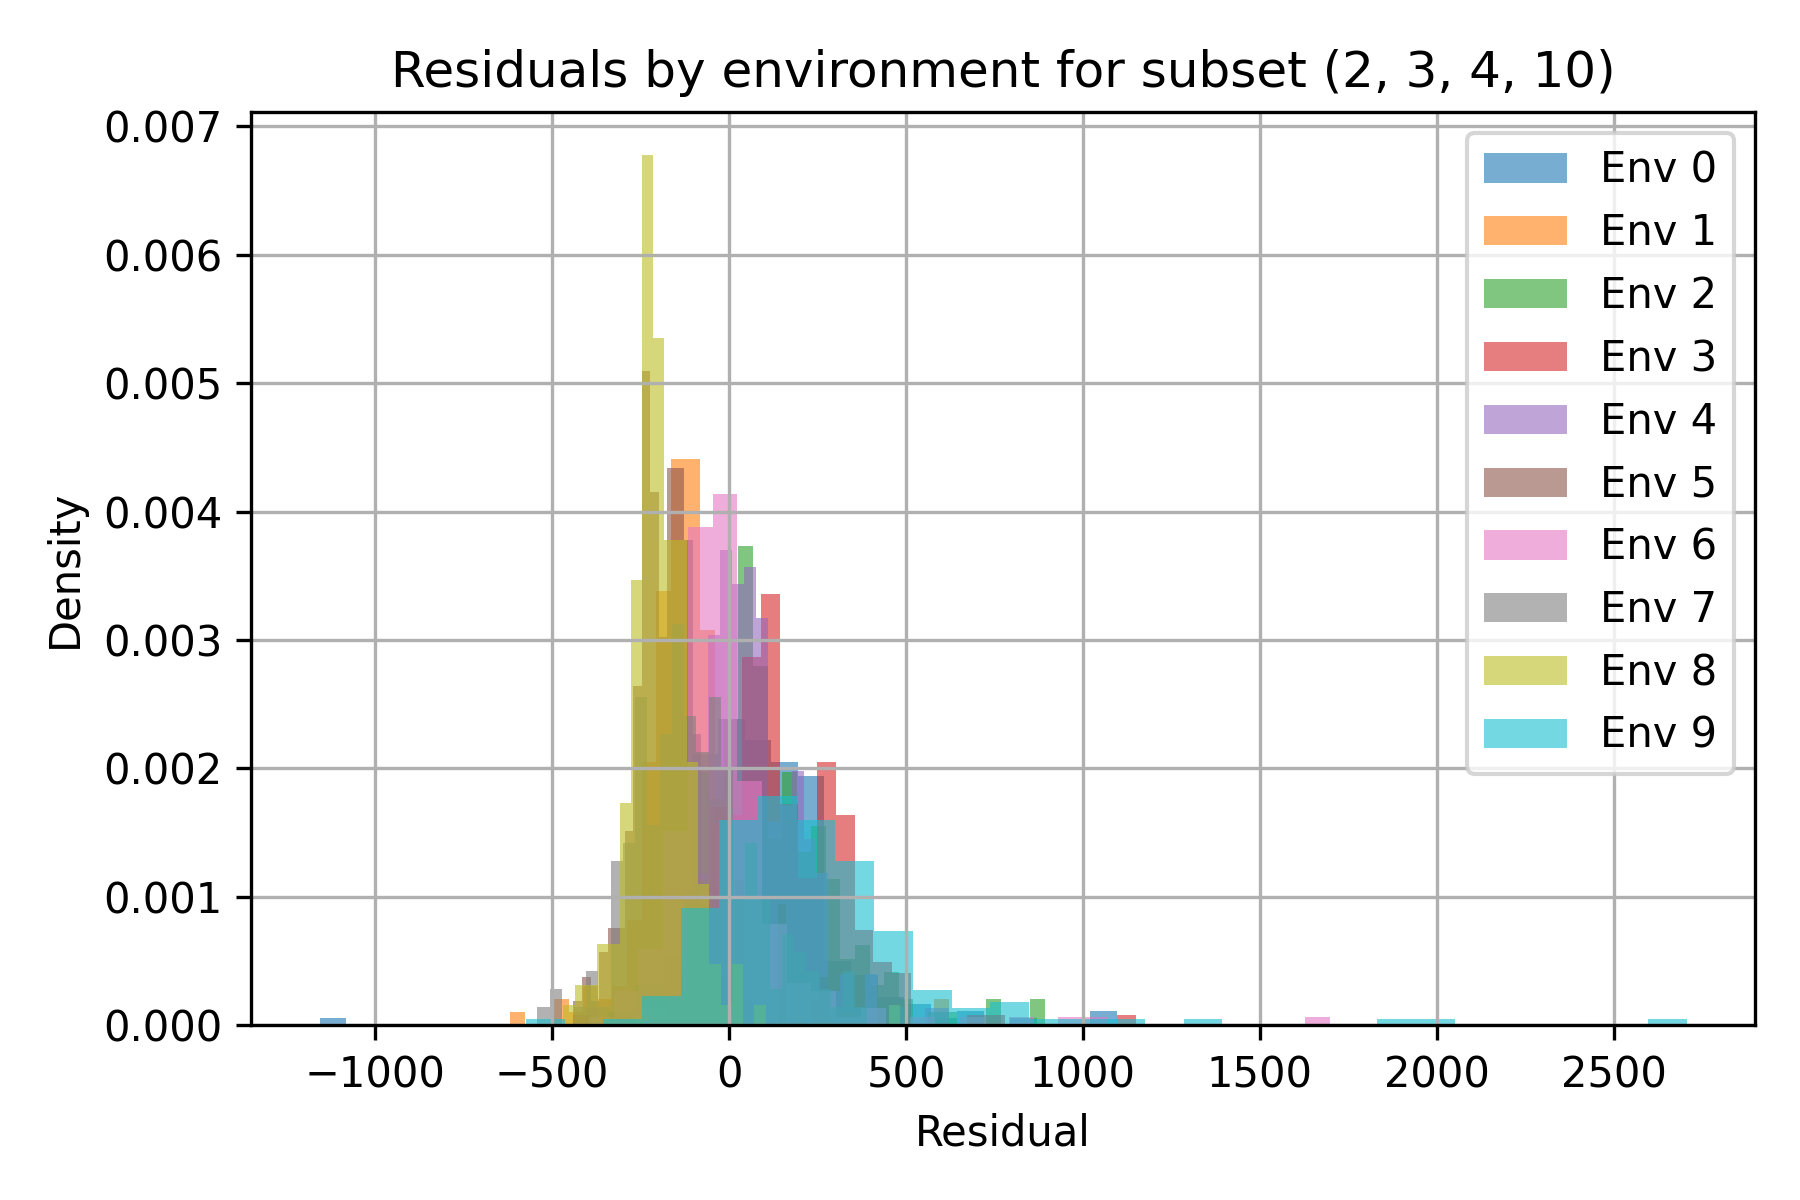 Residuals by environment for subset (2, 3, 4, 10)
0.007
0.006
0.005
0.004
0.003
0.002
0.001
0.000
Density
Env 0
Env 1
Env 2
Env 3
Env 4
Env 5
Env 6
Env 7
Env 8
Env 9
−1000 −500 0 500 1000 1500 2000 2500
Residual